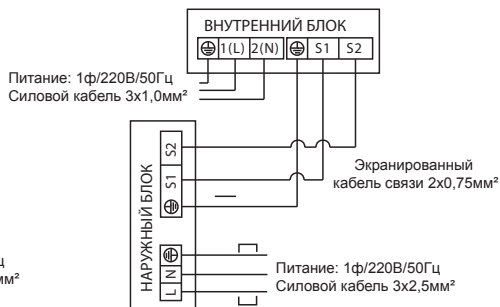 ВНУТРЕННИЙ БЛОК
1(L) 2(N) S1 S2
Питание: 1ф/220В/50Гц
Силовой кабель 3х1,0мм²
Экранированный
кабель связи 2х0,75мм²
НАРУЖНЫЙ БЛОК
S2
S1
N
L
Питание: 1ф/220В/50Гц
Силовой кабель 3х2,5мм²
ц
мм²